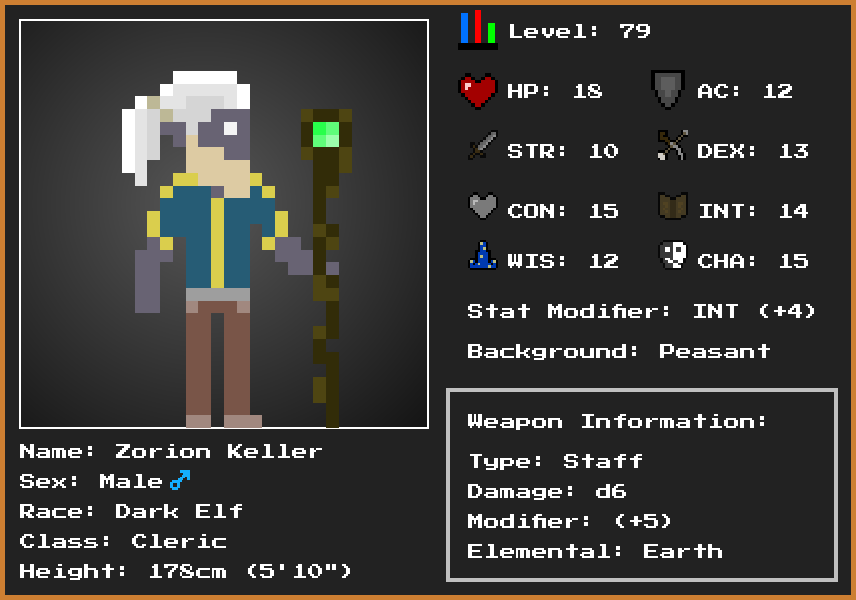 Level: 79
HP: 18 AC: 12
STR: 10 DEX: 13
CON: 15 INT: 14
WIS: 12 CHA: 15
Stat Modifier: INT (+4)
Background: Peasant
Weapon Information:
Type: Staff
Damage: d6
Modifier: (+5)
Elemental: Earth
Name: Zorion Keller
Sex: Male♂
Race: Dark Elf
Class: Cleric
Height: 178cm (5'10")